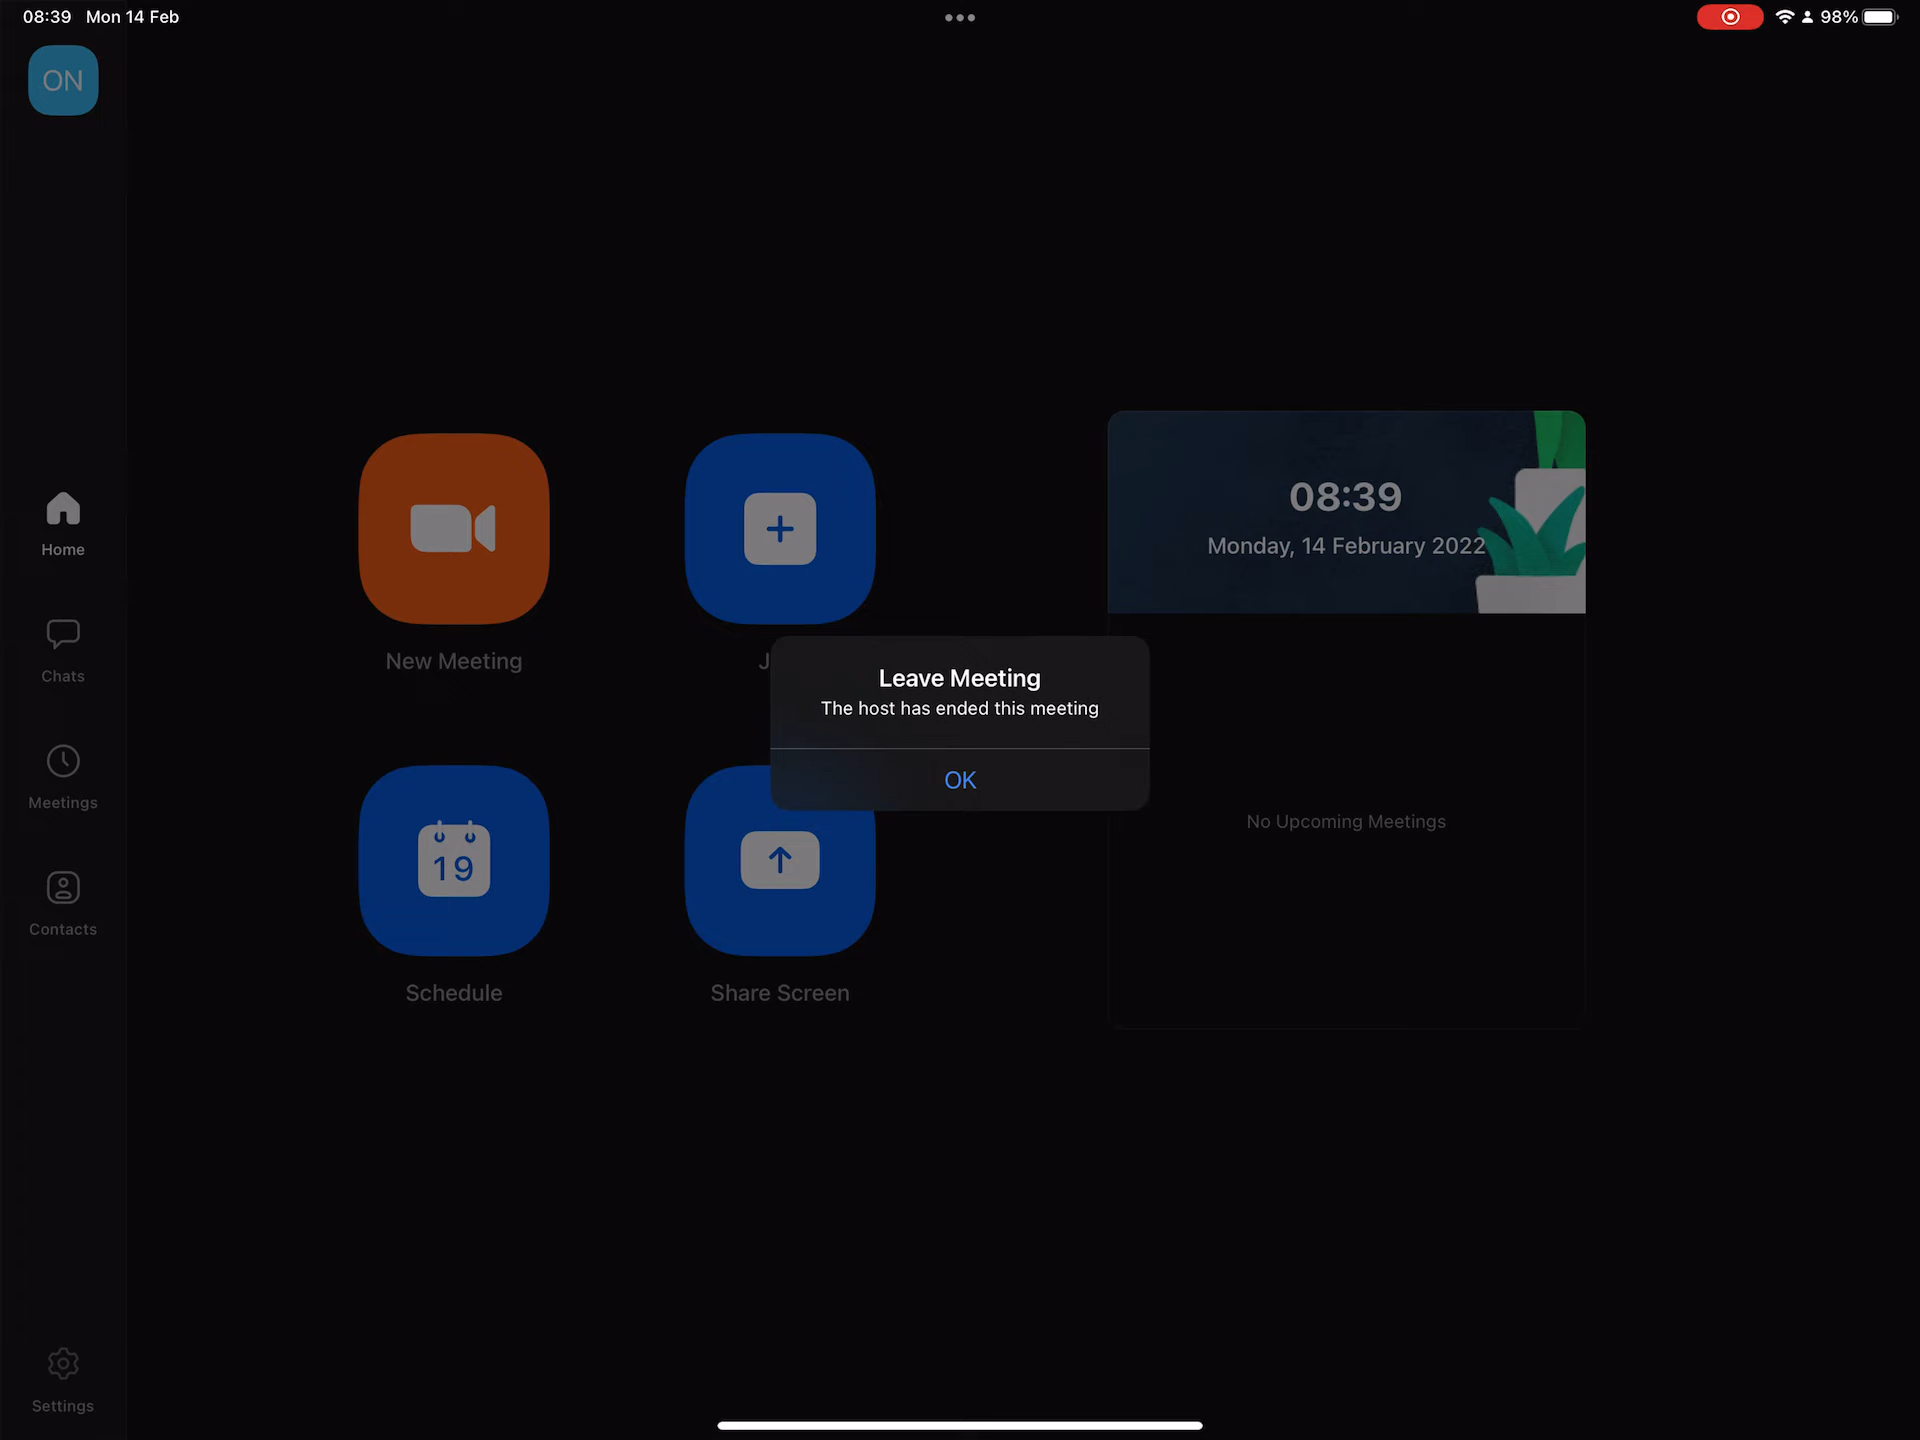 08:39 Mon 14 Feb
98%
ON
Home
Chats
Meetings
Contacts
Settings
New Meeting
J
Schedule
19
Share Screen
08:39
Monday, 14 February 2022
No Upcoming Meetings
Leave Meeting
The host has ended this meeting
OK